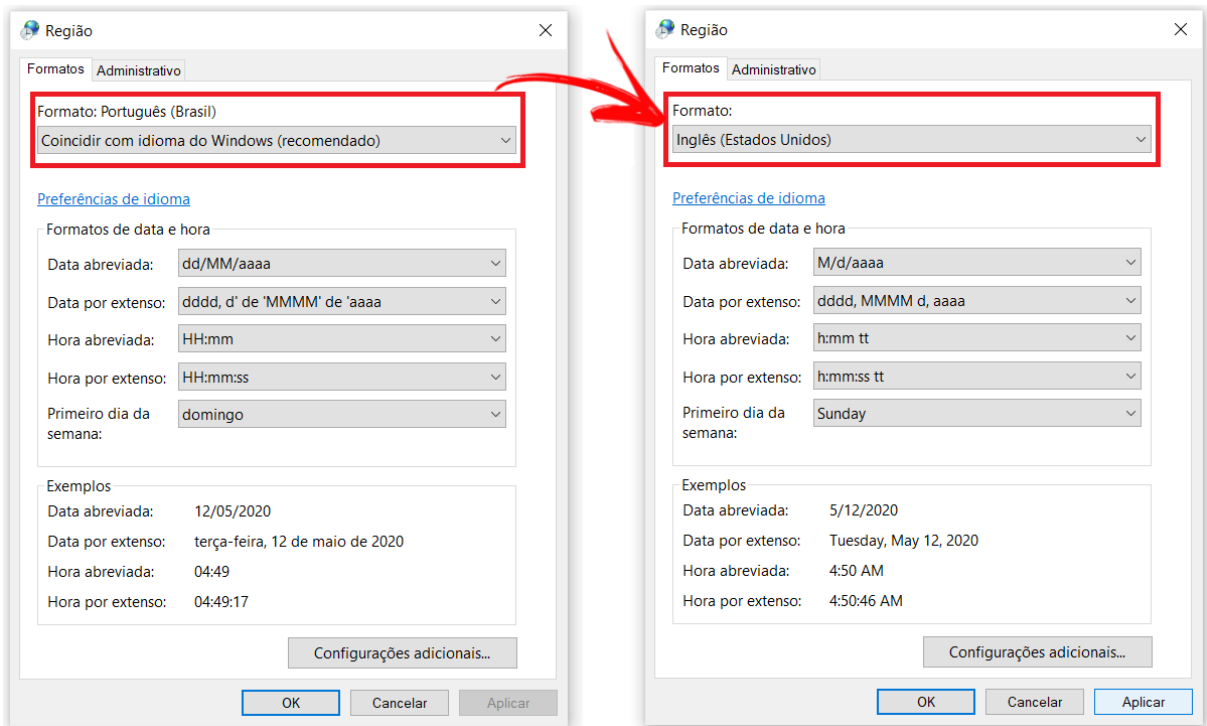 Região
Formatos Administrativo
Formato: Português (Brasil)
Coincidir com idioma do Windows (recomendado)
Preferências de idioma
Formatos de data e hora
Data abreviada: dd/MM/aaaa
Data por extenso: dddd, d' de 'MMMM' de 'aaaa
Hora abreviada: HH:mm
Hora por extenso: HH:mm:ss
Primeiro dia da semana: domingo
Exemplos
Data abreviada: 12/05/2020
Data por extenso: terça-feira, 12 de maio de 2020
Hora abreviada: 04:49
Hora por extenso: 04:49:17
Configurações adicionais...
OK Cancelar Aplicar
Região
Formatos Administrativo
Formato:
Inglês (Estados Unidos)
Preferências de idioma
Formatos de data e hora
Data abreviada: M/d/aaaa
Data por extenso: dddd, MMMM d, aaaa
Hora abreviada: h:mm tt
Hora por extenso: h:mm:ss tt
Primeiro dia da semana: Sunday
Exemplos
Data abreviada: 5/12/2020
Data por extenso: Tuesday, May 12, 2020
Hora abreviada: 4:50 AM
Hora por extenso: 4:50:46 AM
Configurações adicionais...
OK Cancelar Aplicar